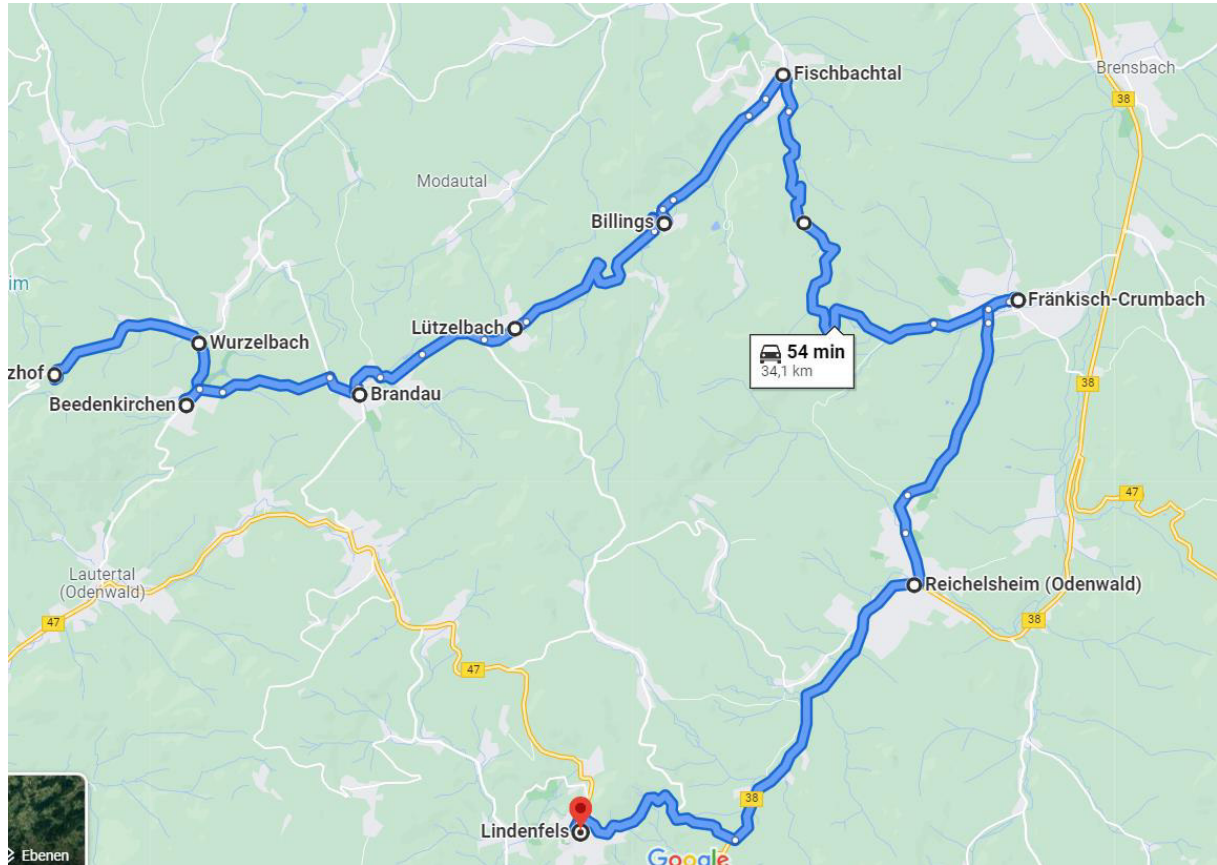 Fischbachtal
Brensbach
38
Modautal
Billings
im
Fränkisch-Crumbach
Lützelbach
Wurzelbach
54 min
34,1 km
zhof
38
Beedenkirchen
Brandau
47
Lautertal
(Odenwald)
Reichelsheim (Odenwald)
47
38
47
38
Lindenfels
Google
Ebenen